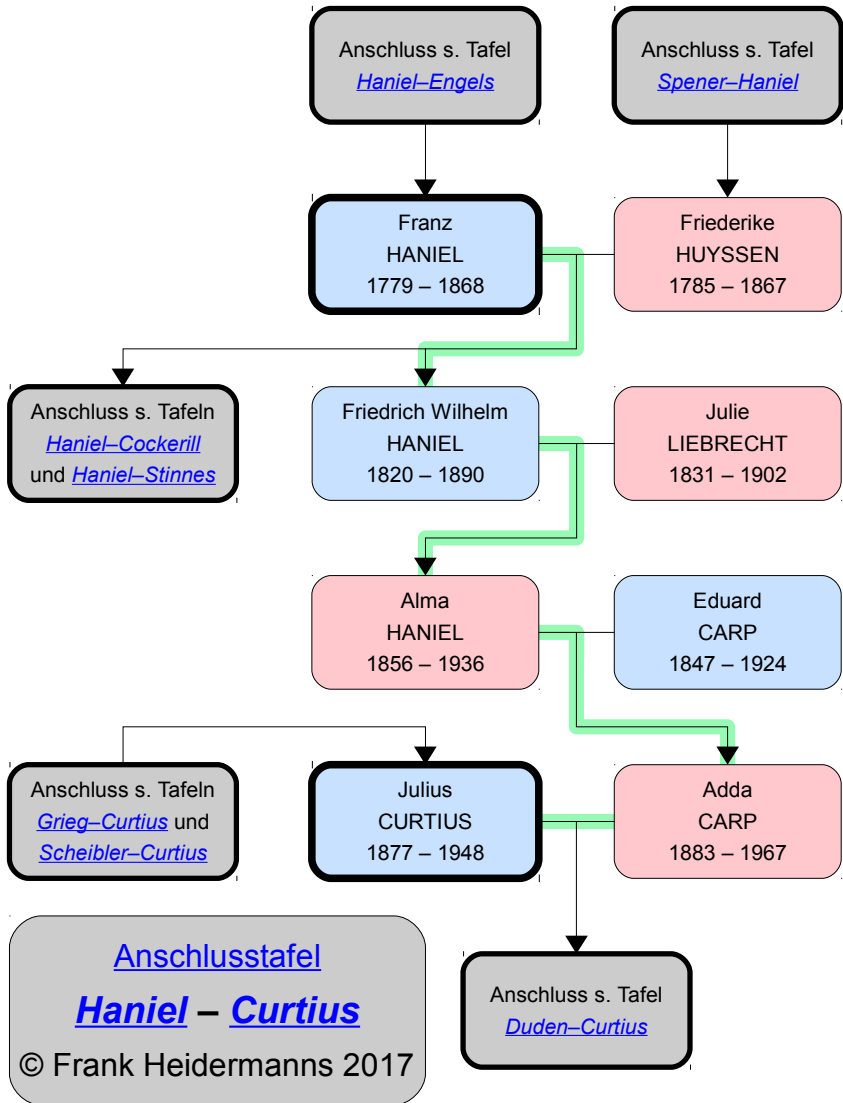 Anschluss s. Tafel
Haniel–Engels
Anschluss s. Tafel
Spener–Haniel
Franz
HANIEL
1779 – 1868
Friederike
HUYSSEN
1785 – 1867
Anschluss s. Tafeln
Haniel–Cockerill
und Haniel–Stinnes
Friedrich Wilhelm
HANIEL
1820 – 1890
Julie
LIEBRECHT
1831 – 1902
Alma
HANIEL
1856 – 1936
Eduard
CARP
1847 – 1924
Anschluss s. Tafeln
Grieg–Curtius und
Scheibler–Curtius
Julius
CURTIUS
1877 – 1948
Adda
CARP
1883 – 1967
Anschlusstafel
Haniel – Curtius
© Frank Heidermanns 2017
Anschluss s. Tafel
Duden–Curtius